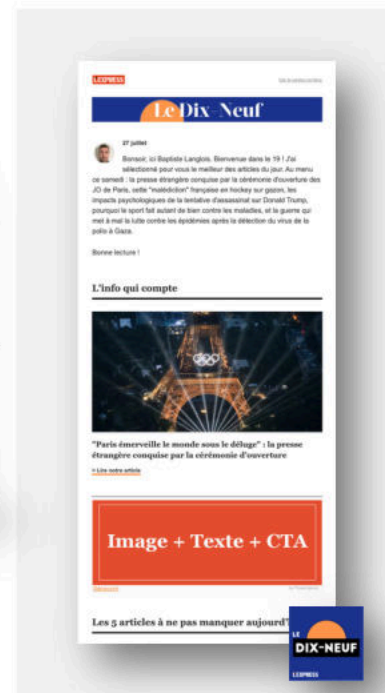 L'EXPRESS
Le Dix-Neuf
27 juillet
Bonsoir, ici Baptiste Langlois. Bienvenue dans le 19 ! J'ai
sélectionné pour vous le meilleur des articles du jour. Au menu
ce samedi : la presse étrangère conquise par la cérémonie d'ouverture des
JO de Paris, cette "malédiction" française en hockey sur gazon, les
impacts psychologiques de la tentative d'assassinat sur Donald Trump,
pourquoi le sport fait autant de bien contre les maladies, et la guerre qui
met à mal la lutte contre les épidémies après la détection du virus de la
polio à Gaza.
Bonne lecture !
L'info qui compte
"Paris émerveille le monde sous le déluge" : la presse
étrangère conquise par la cérémonie d'ouverture
> Lire notre article
Image + Texte + CTA
Les 5 articles à ne pas manquer aujourd'
LE
DIX-NEUF
L'EXPRESS